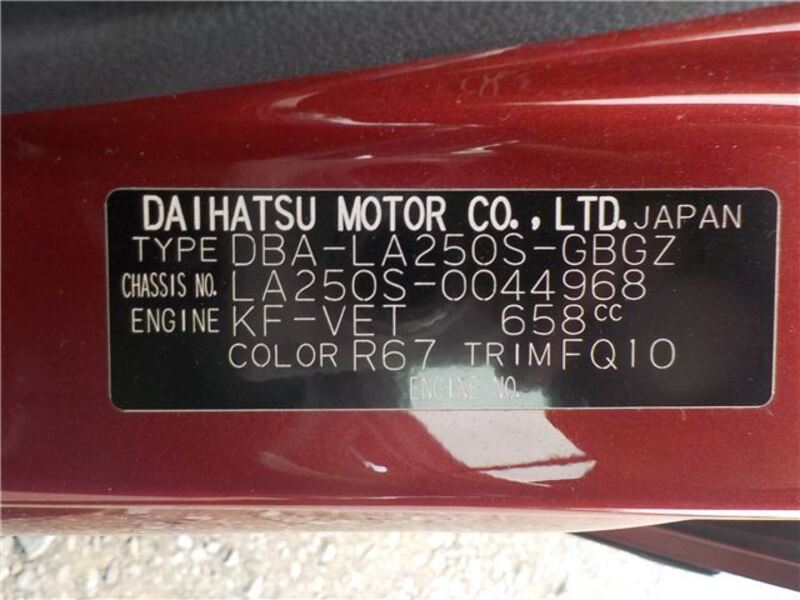 DAIHATSU MOTOR CO., LTD. JAPAN
TYPE DBA-LA250S-GBGZ
CHASSIS NO. LA250S-0044968
ENGINE KF-VET 658cc
COLOR R67 TRIM FQ10
ENGINE NO.